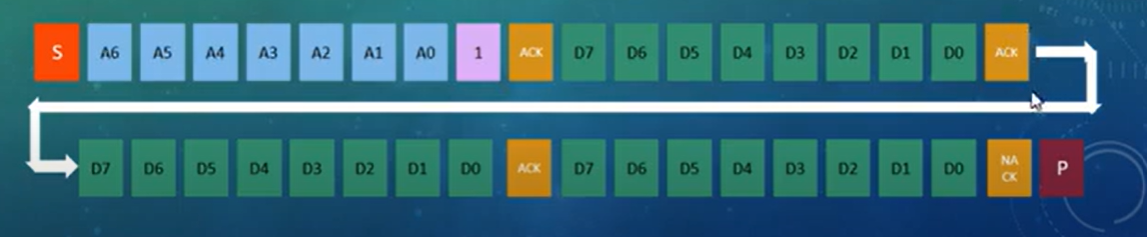 S A6 A5 A4 A3 A2 A1 A0 1 ACK D7 D6 D5 D4 D3 D2 D1 D0 ACK
D7 D6 D5 D4 D3 D2 D1 D0 ACK D7 D6 D5 D4 D3 D2 D1 D0 NA
CK P